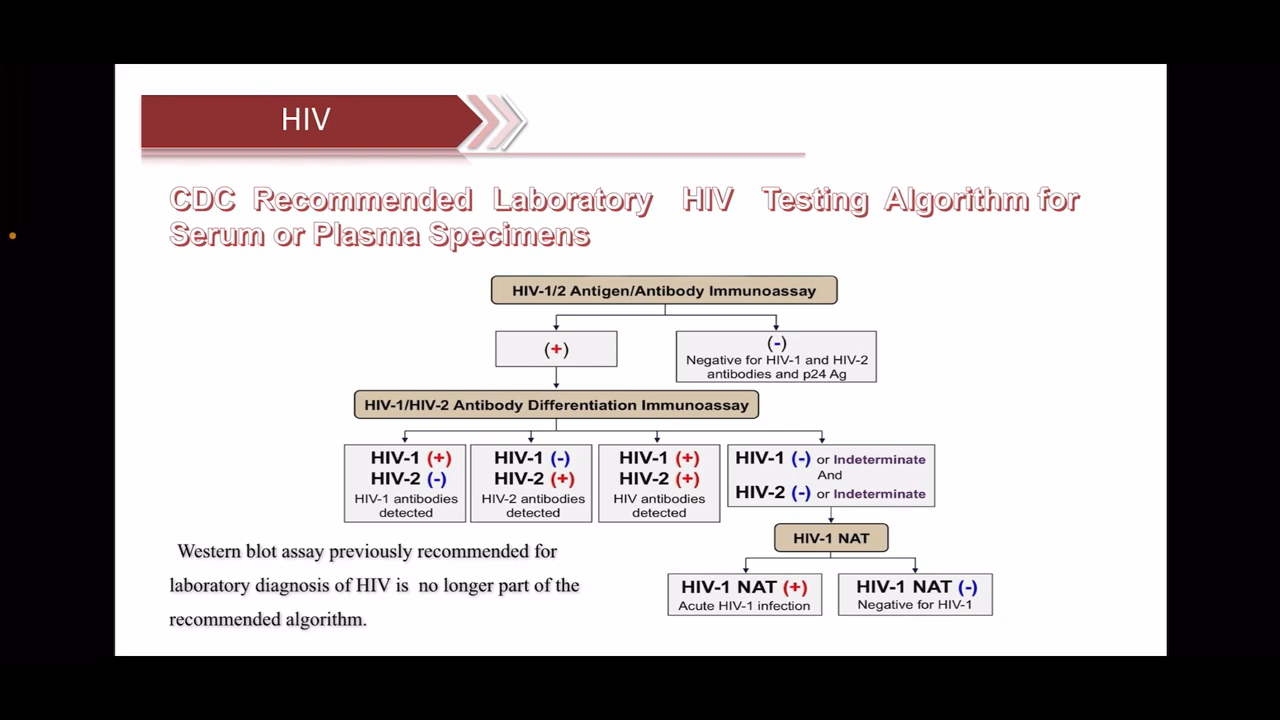 HIV
CDC Recommended Laboratory HIV Testing Algorithm for
Serum or Plasma Specimens
HIV-1/2 Antigen/Antibody Immunoassay
(+)
(-)
Negative for HIV-1 and HIV-2
antibodies and p24 Ag
HIV-1/HIV-2 Antibody Differentiation Immunoassay
HIV-1 (+)
HIV-2 (-)
HIV-1 antibodies
detected
HIV-1 (-)
HIV-2 (+)
HIV-2 antibodies
detected
HIV-1 (+)
HIV-2 (+)
HIV antibodies
detected
HIV-1 (-) or Indeterminate
And
HIV-2 (-) or Indeterminate
HIV-1 NAT
HIV-1 NAT (+)
Acute HIV-1 infection
HIV-1 NAT (-)
Negative for HIV-1
Western blot assay previously recommended for
laboratory diagnosis of HIV is no longer part of the
recommended algorithm.